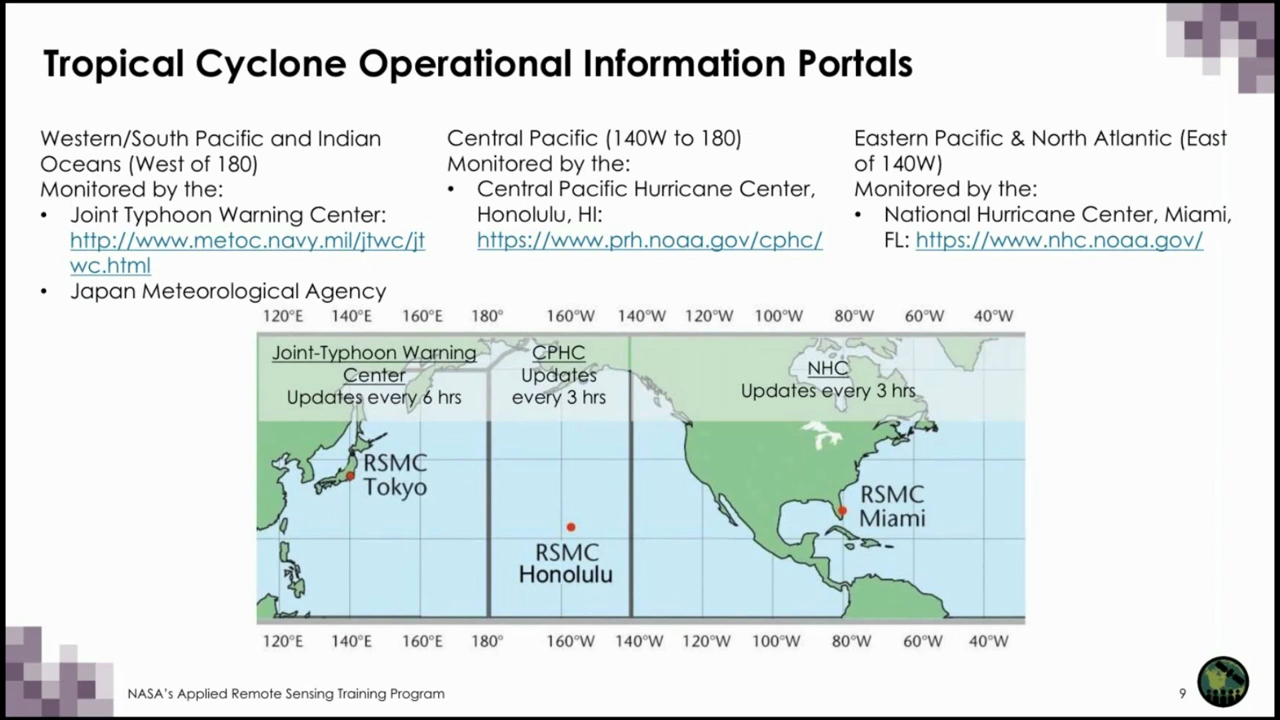 Tropical Cyclone Operational Information Portals
Western/South Pacific and Indian
Oceans (West of 180)
Monitored by the:
• Joint Typhoon Warning Center:
http://www.metoc.navy.mil/jtwc/jt
wc.html
• Japan Meteorological Agency
Central Pacific (140W to 180)
Monitored by the:
• Central Pacific Hurricane Center,
Honolulu, HI:
https://www.prh.noaa.gov/cphc/
Eastern Pacific & North Atlantic (East
of 140W)
Monitored by the:
• National Hurricane Center, Miami,
FL: https://www.nhc.noaa.gov/
120°E 140°E 160°E 180° 160°W 140°W 120°W 100°W 80°W 60°W 40°W
Joint-Typhoon Warning
Center
Updates every 6 hrs
CPHC
Updates
every 3 hrs
NHC
Updates every 3 hrs
RSMC
Tokyo
RSMC
Honolulu
RSMC
Miami
120°E 140°E 160°E 180° 160°W 140°W 120°W 100°W 80°W 60°W 40°W
NASA's Applied Remote Sensing Training Program
9